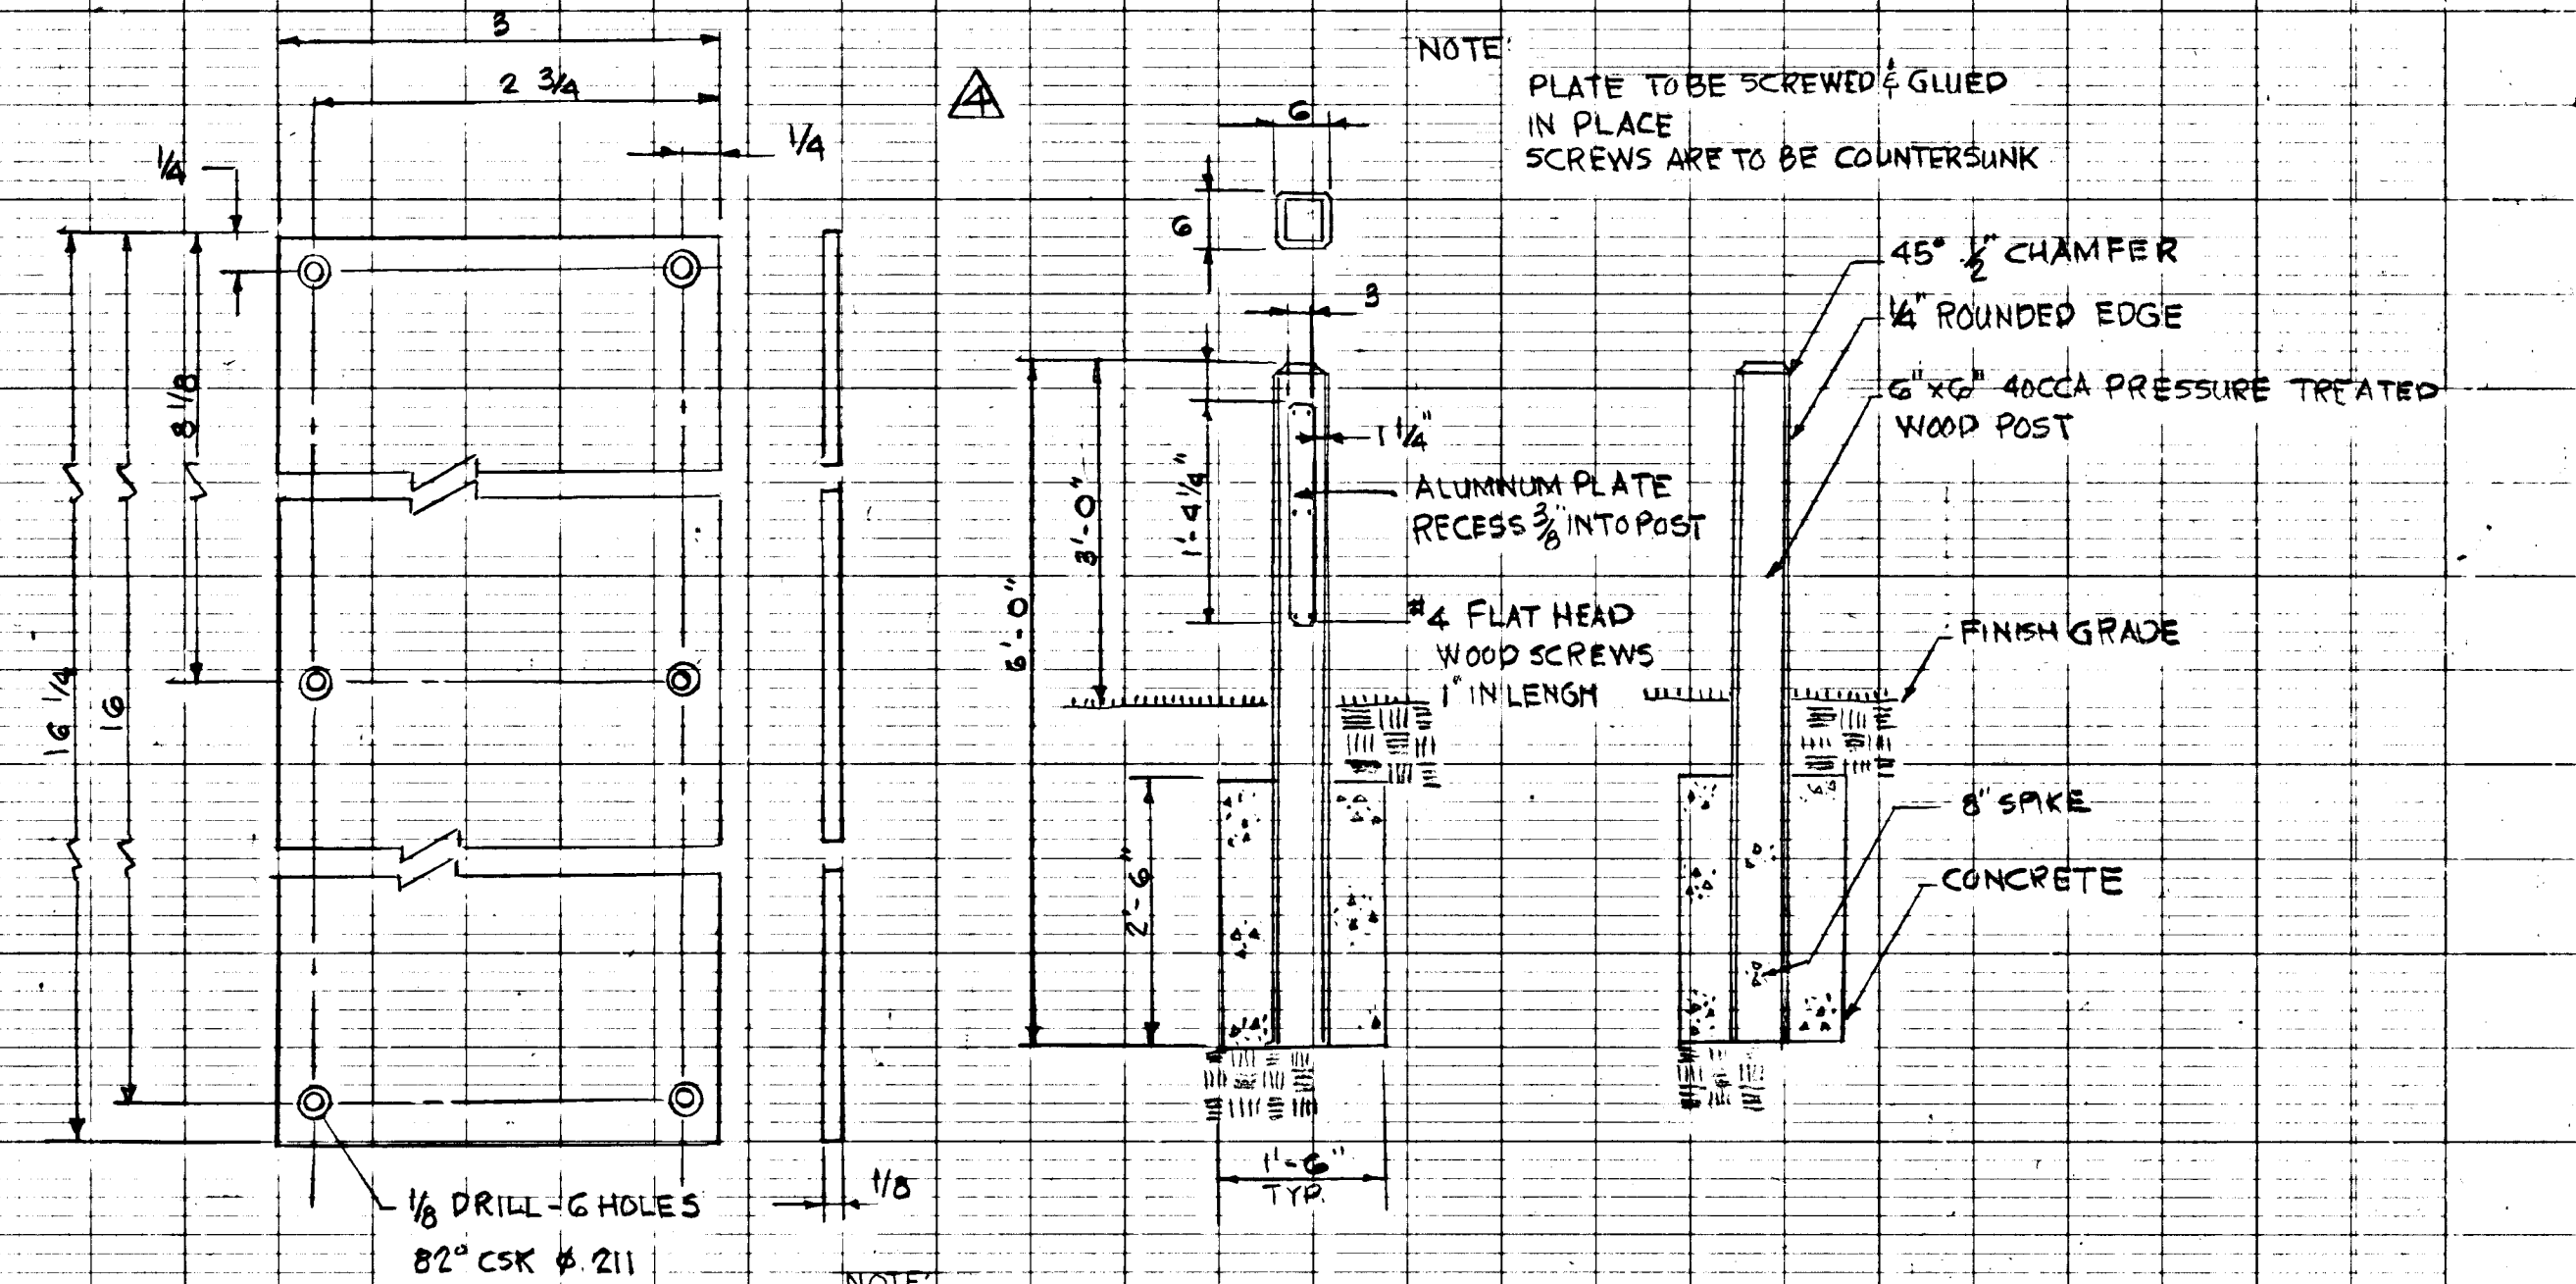 3
2 3/4
1/4
1/4
8 1/8
16 1/4
16
1/8 DRILL-6 HOLES
82° CSK Ø.211
1/8
4
NOTE:
PLATE TO BE SCREWED & GLUED
IN PLACE
SCREWS ARE TO BE COUNTERSUNK
6
6
3
1 1/4"
1'-4 1/4"
3'-0"
6'-0"
2'-6"
ALUMNUM PLATE
RECESS 3/8" INTO POST
#4 FLAT HEAD
WOOD SCREWS
1" IN LENGH
1'-6"
TYP.
45° 1/2" CHAMFER
1/4" ROUNDED EDGE
6"x6" 40CCA PRESSURE TREATED
WOOD POST
FINISH GRADE
8" SPIKE
CONCRETE
NOTE: